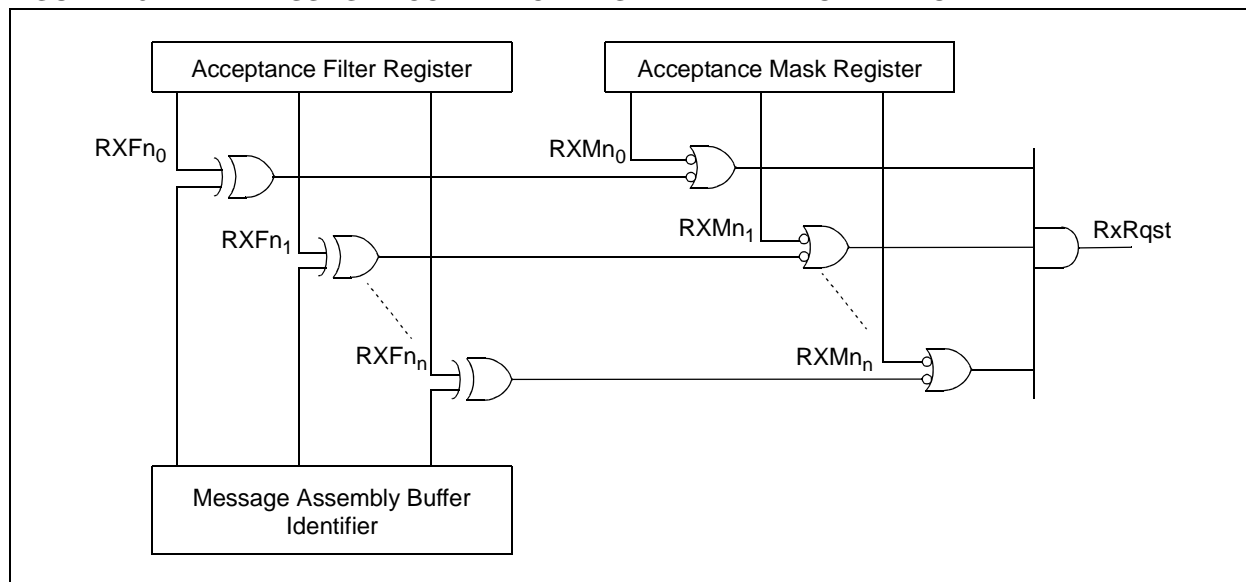 Acceptance Filter Register
Acceptance Mask Register
RXFn0
RXMn0
RXFn1
RXMn1
RxRqst
RXFnn
RXMnn
Message Assembly Buffer
Identifier